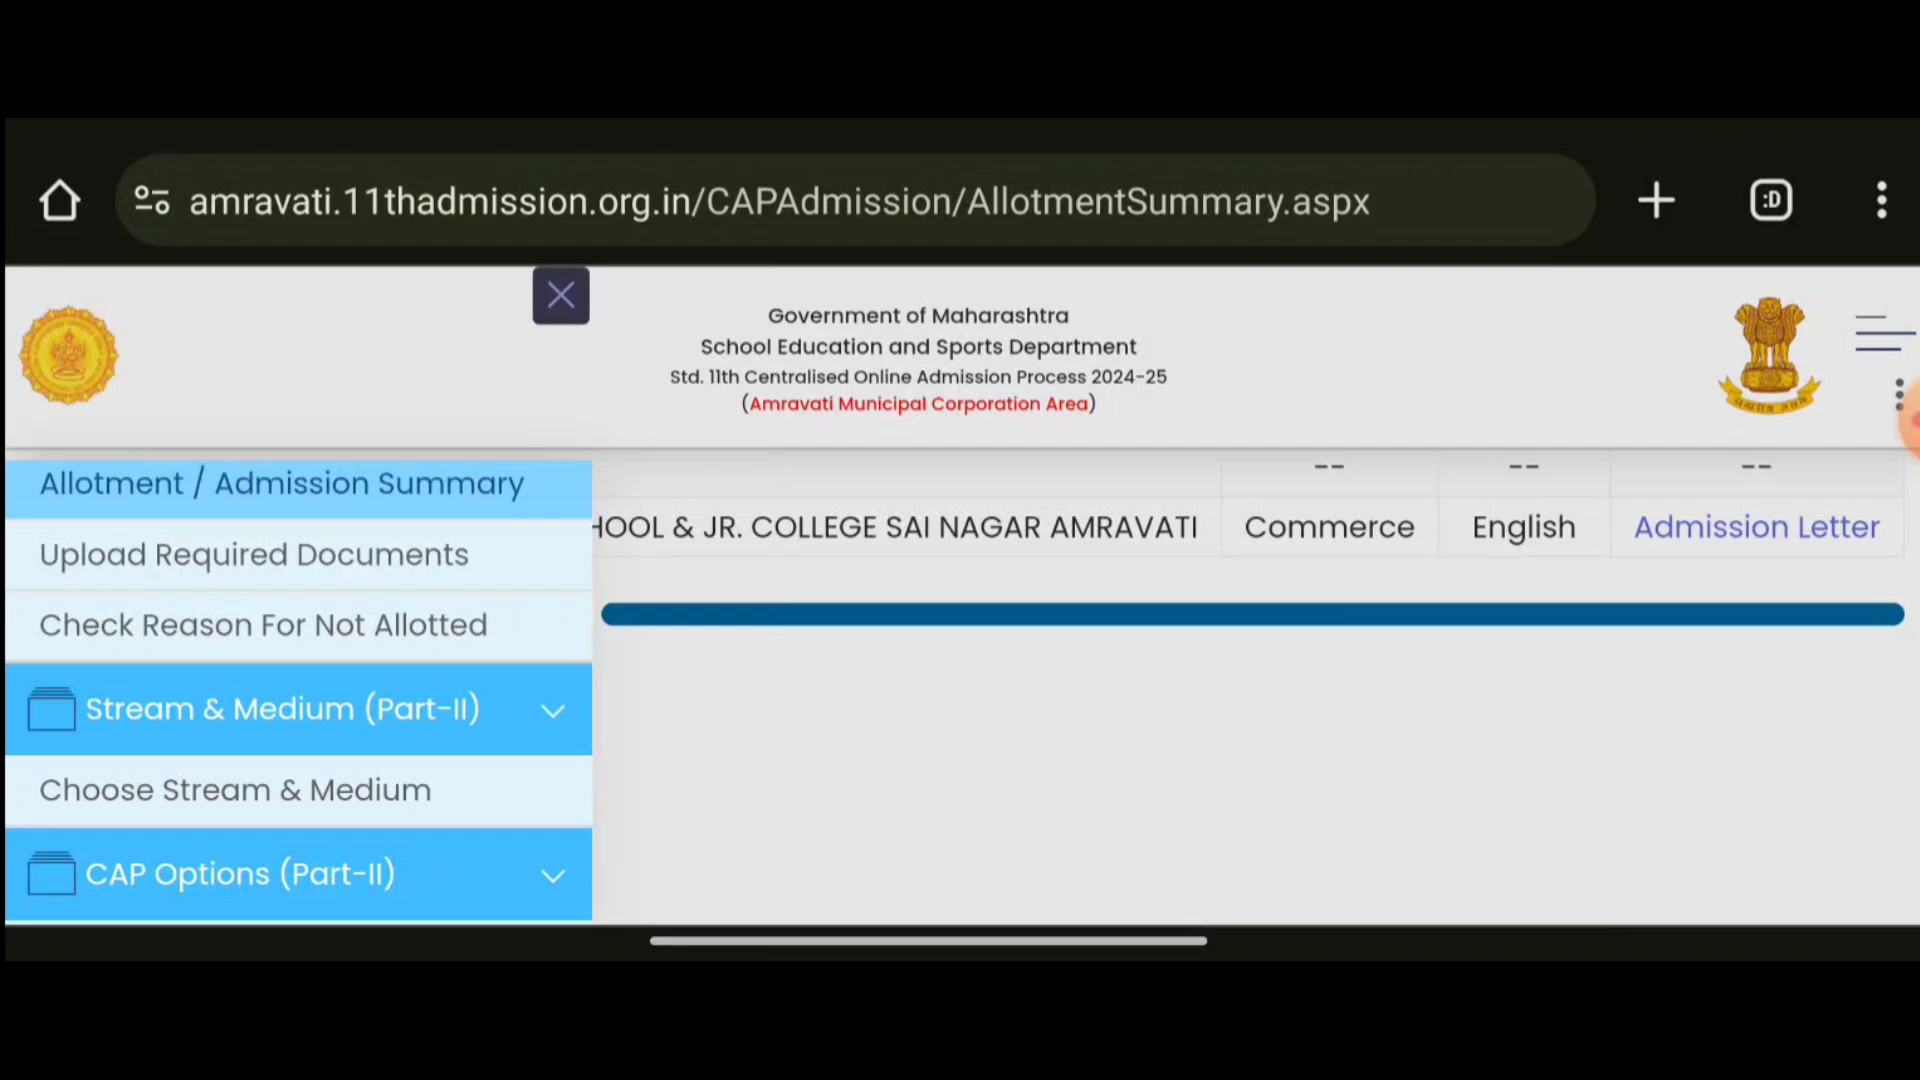 amravati.11thadmission.org.in/CAPAdmission/AllotmentSummary.aspx
:D
Government of Maharashtra
School Education and Sports Department
Std. 11th Centralised Online Admission Process 2024-25
(Amravati Municipal Corporation Area)
Allotment / Admission Summary
-- -- --
HOOL & JR. COLLEGE SAI NAGAR AMRAVATI Commerce English Admission Letter
Upload Required Documents
Check Reason For Not Allotted
Stream & Medium (Part-II)
Choose Stream & Medium
CAP Options (Part-II)